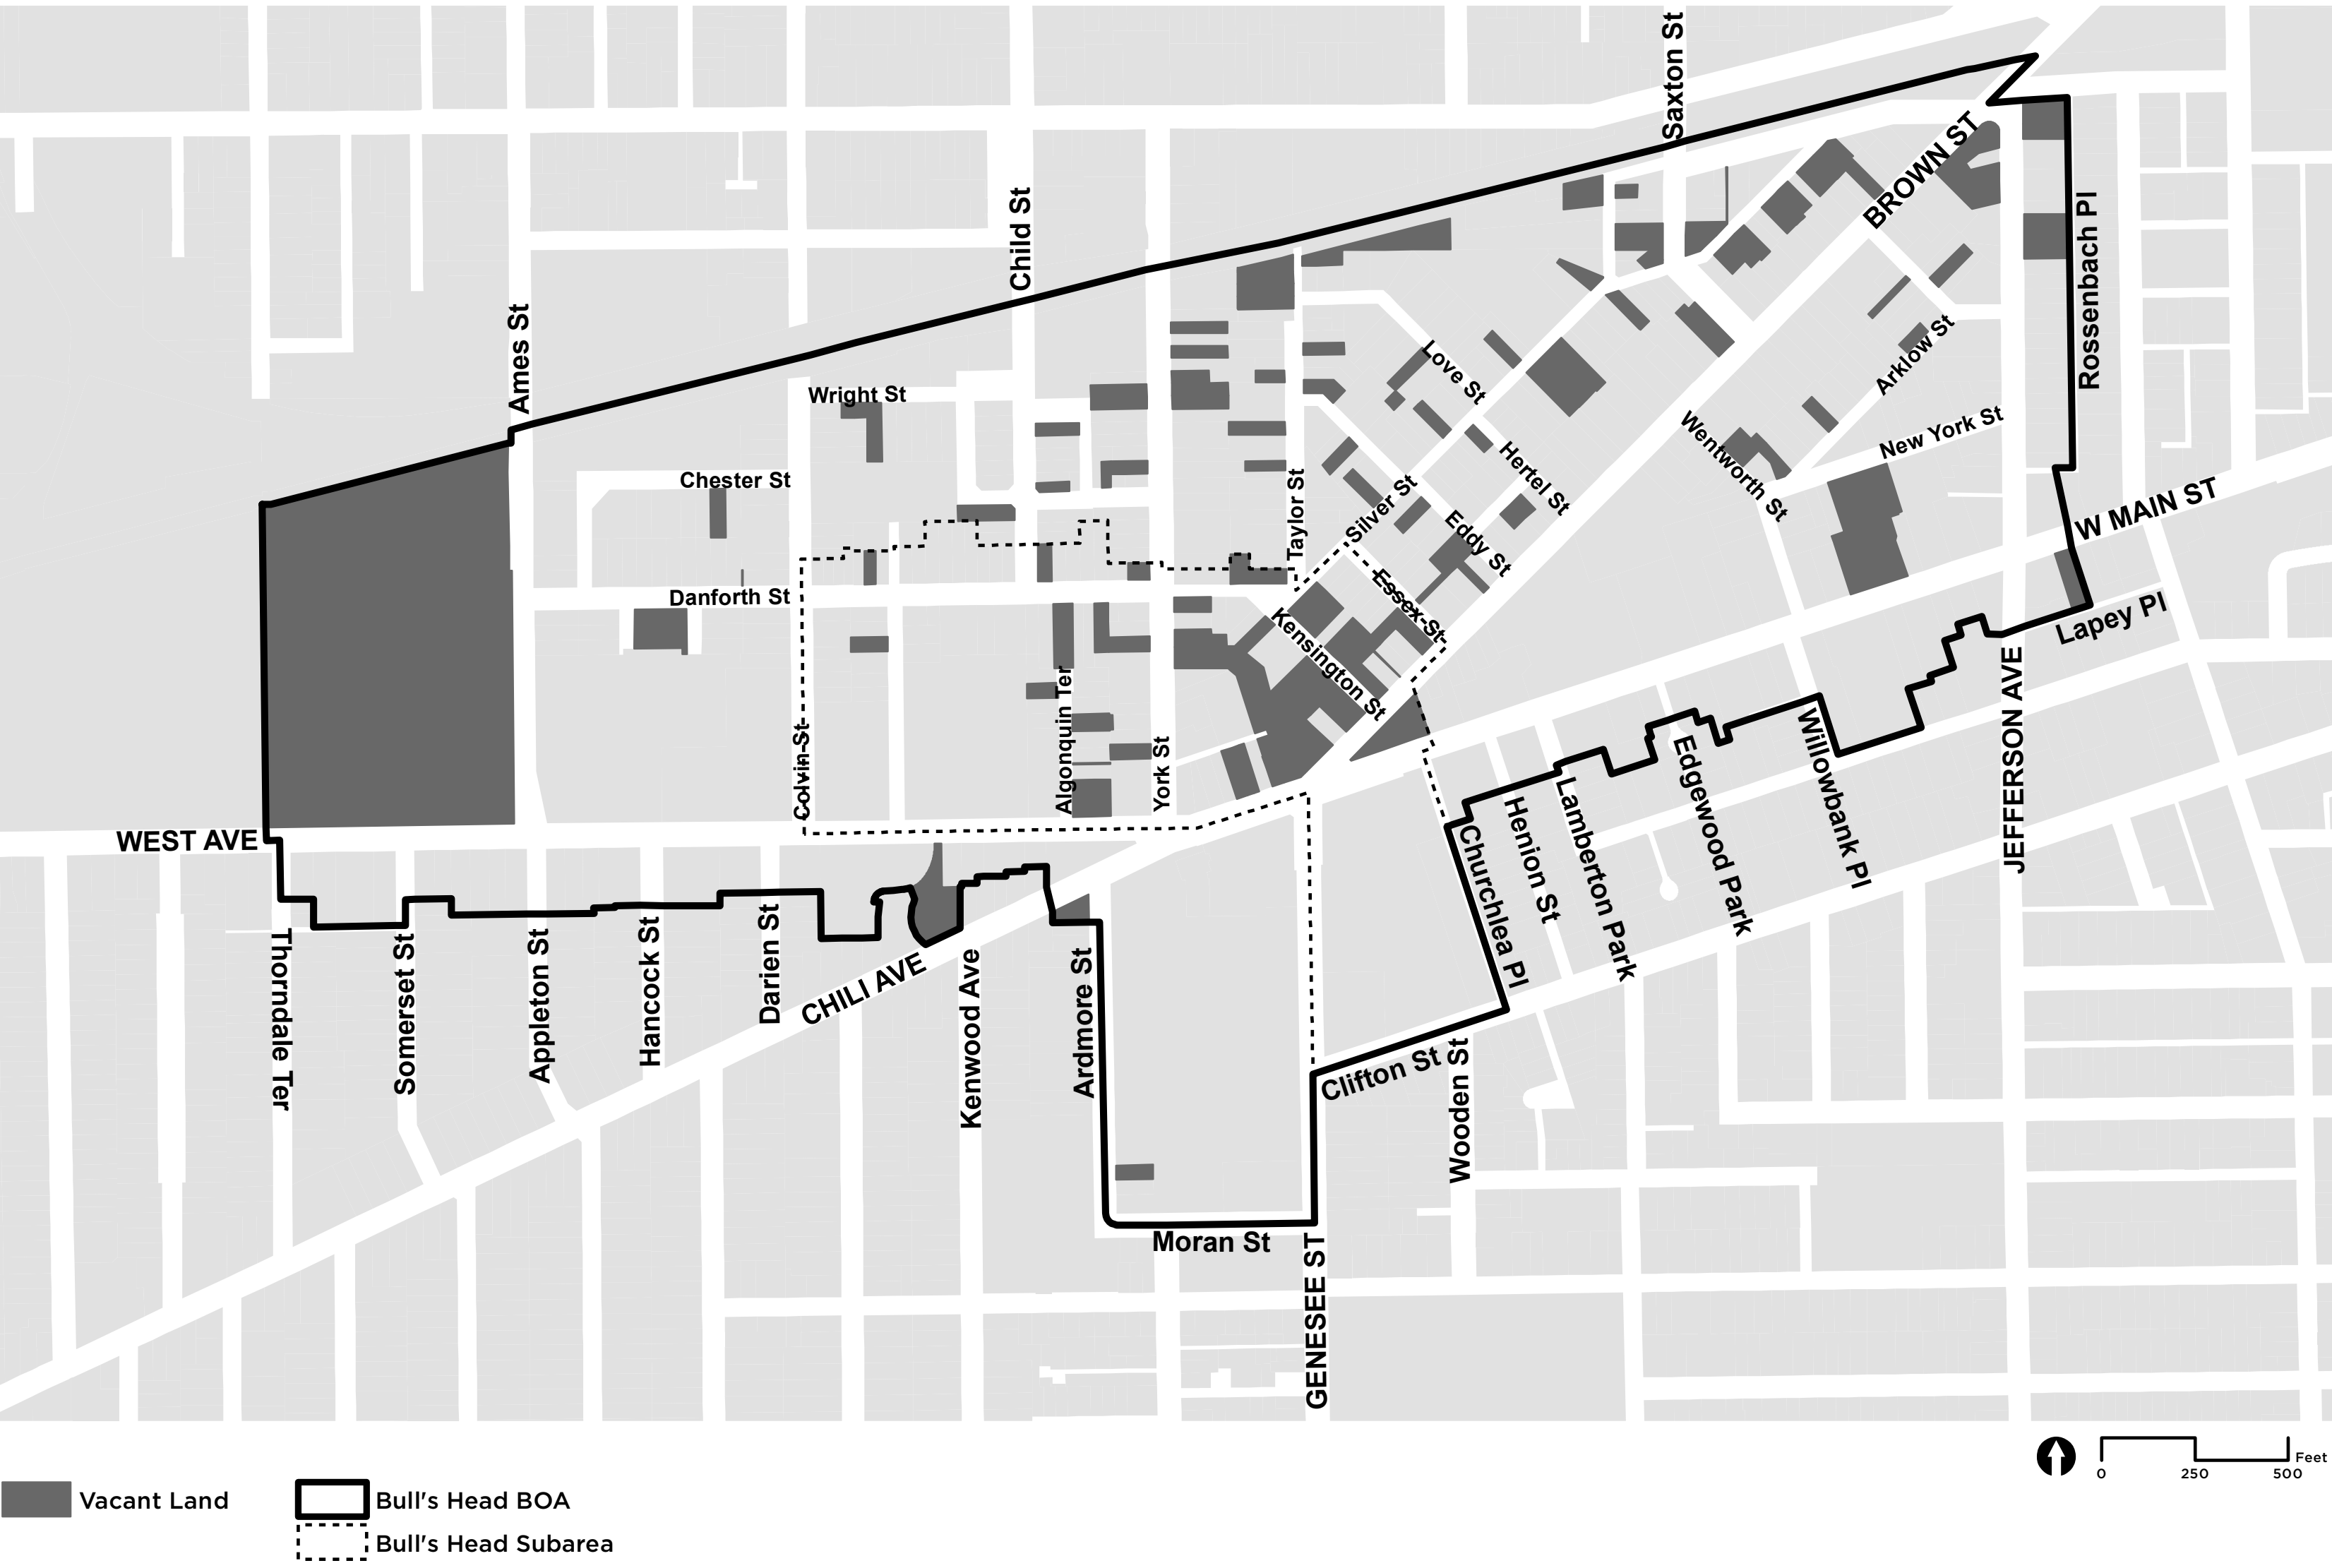 Saxton St
BROWN ST
Child St
Rossenbach Pl
Ames St
Love St
Arklow St
Wright St
New York St
Wentworth St
Chester St
Hertel St
Taylor St
Silver St
Eddy St
W MAIN ST
Danforth St
Essex St
Kensington St
Lapey Pl
Algonquin Ter
Colvin St
York St
JEFFERSON AVE
WEST AVE
Edgewood Park
Willowbank Pl
Lamberton Park
Henion St
Churchlea Pl
Thorndale Ter
Somerset St
Appleton St
Hancock St
Darien St
CHILI AVE
Kenwood Ave
Ardmore St
Clifton St
Wooden St
Moran St
GENESEE ST
Feet
0 250 500
Vacant Land
Bull's Head BOA
Bull's Head Subarea